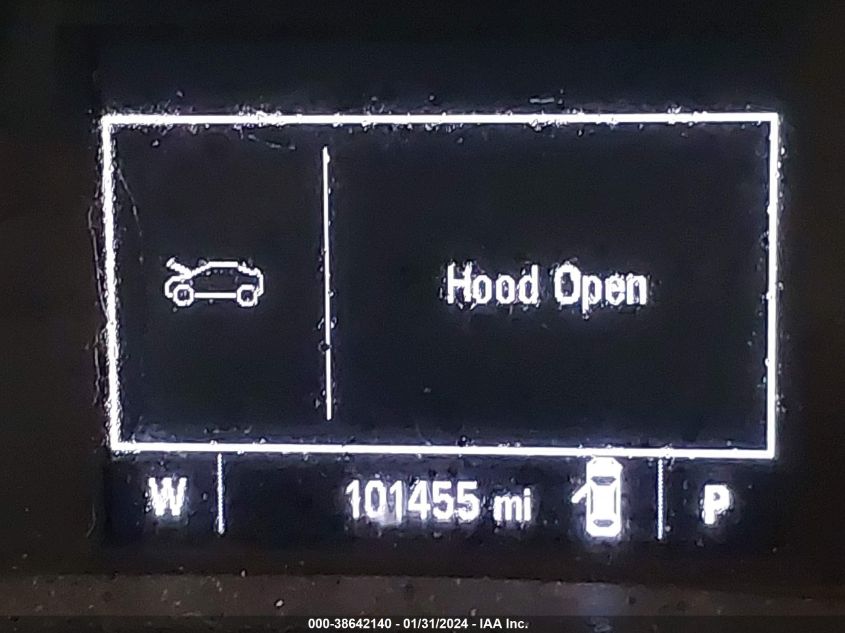 Hood Open
W 101455 mi P
000-38642140 - 01/31/2024 - IAA Inc.